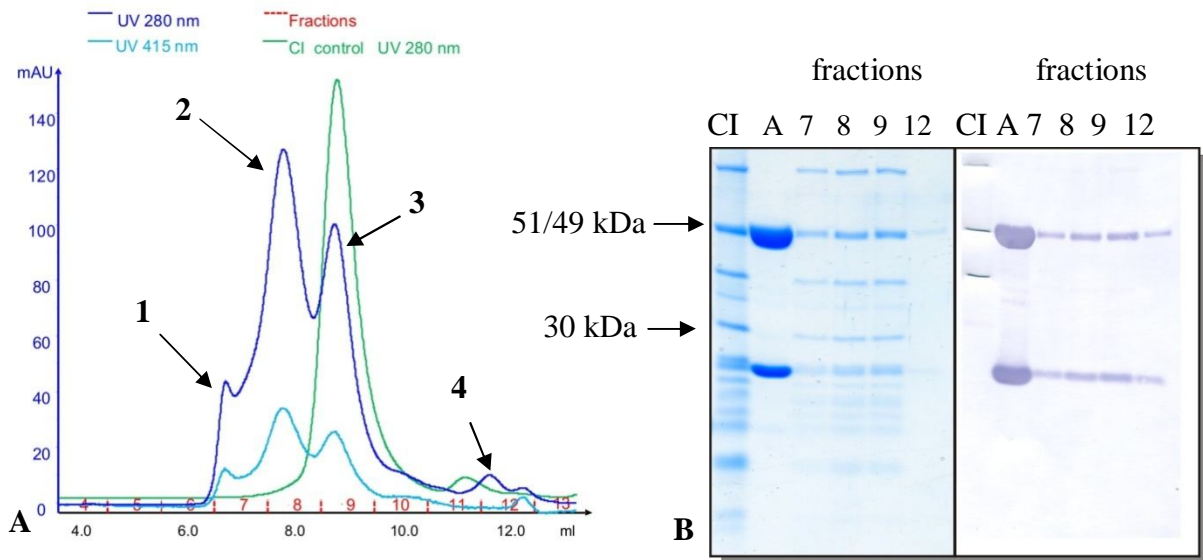 UV 280 nm
Fractions
UV 415 nm
CI control UV 280 nm
mAU
140
120
100
80
60
40
20
0
1
2
3
4
4 5 6 7 8 9 10 11 12 13
4.0 6.0 8.0 10.0 12.0 ml
A
fractions fractions
CI A 7 8 9 12 CI A 7 8 9 12
51/49 kDa
30 kDa
B